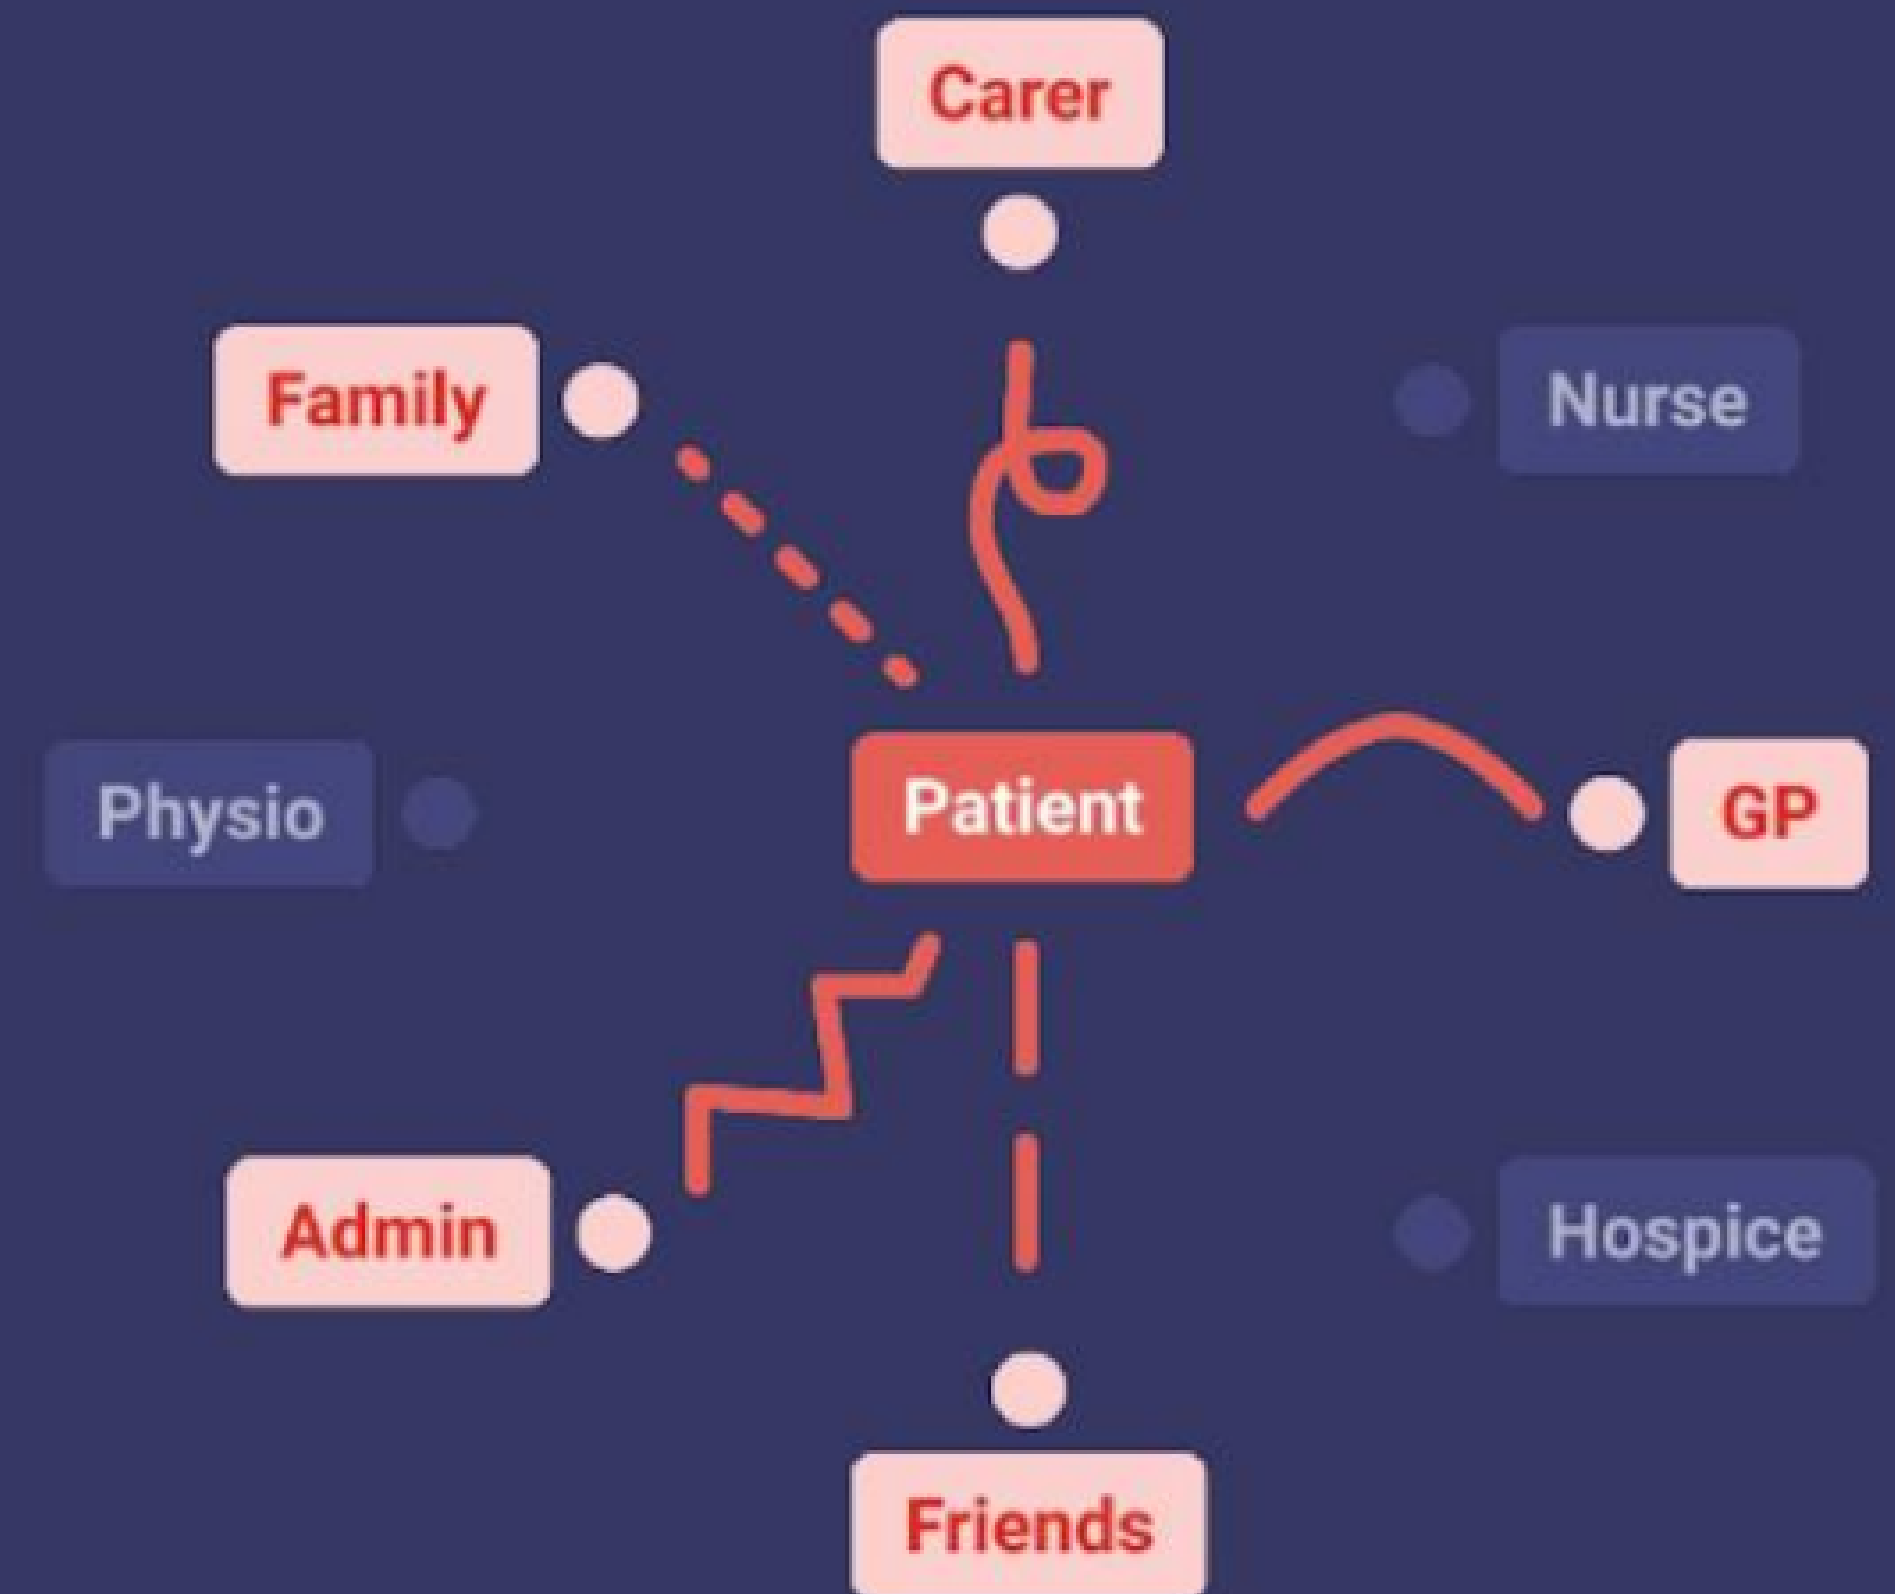 Carer
Family
Nurse
Physio
Patient
GP
Admin
Hospice
Friends